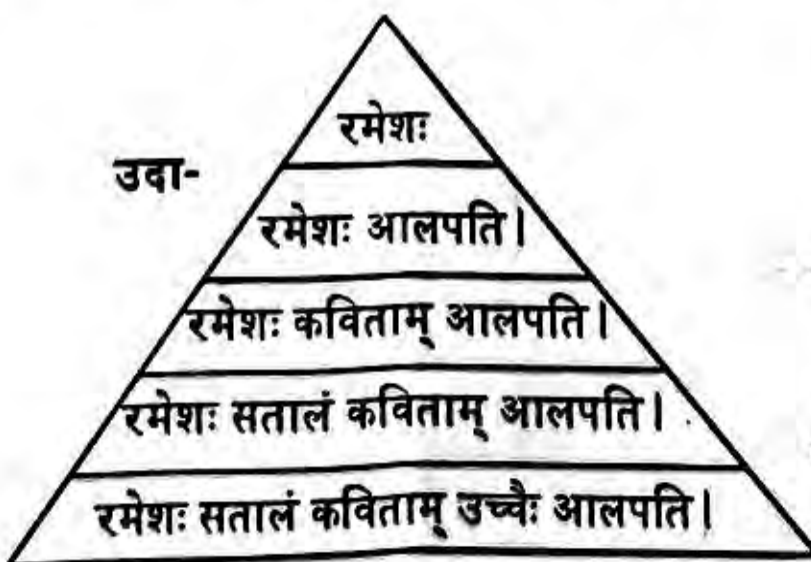 रमेशः
उदा-
रमेशः आलपति।
रमेशः कविताम् आलपति।
रमेशः सतालं कविताम् आलपति।
रमेशः सतालं कविताम् उच्चैः आलपति।